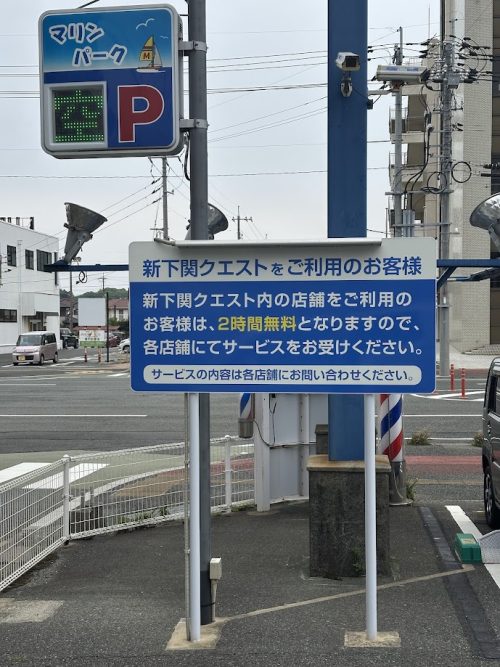 マリン
パーク
M
空 P
新下関クエストをご利用のお客様
新下関クエスト内の店舗をご利用の
お客様は、2時間無料となりますので、
各店舗にてサービスをお受けください。
サービスの内容は各店舗にお問い合わせください。